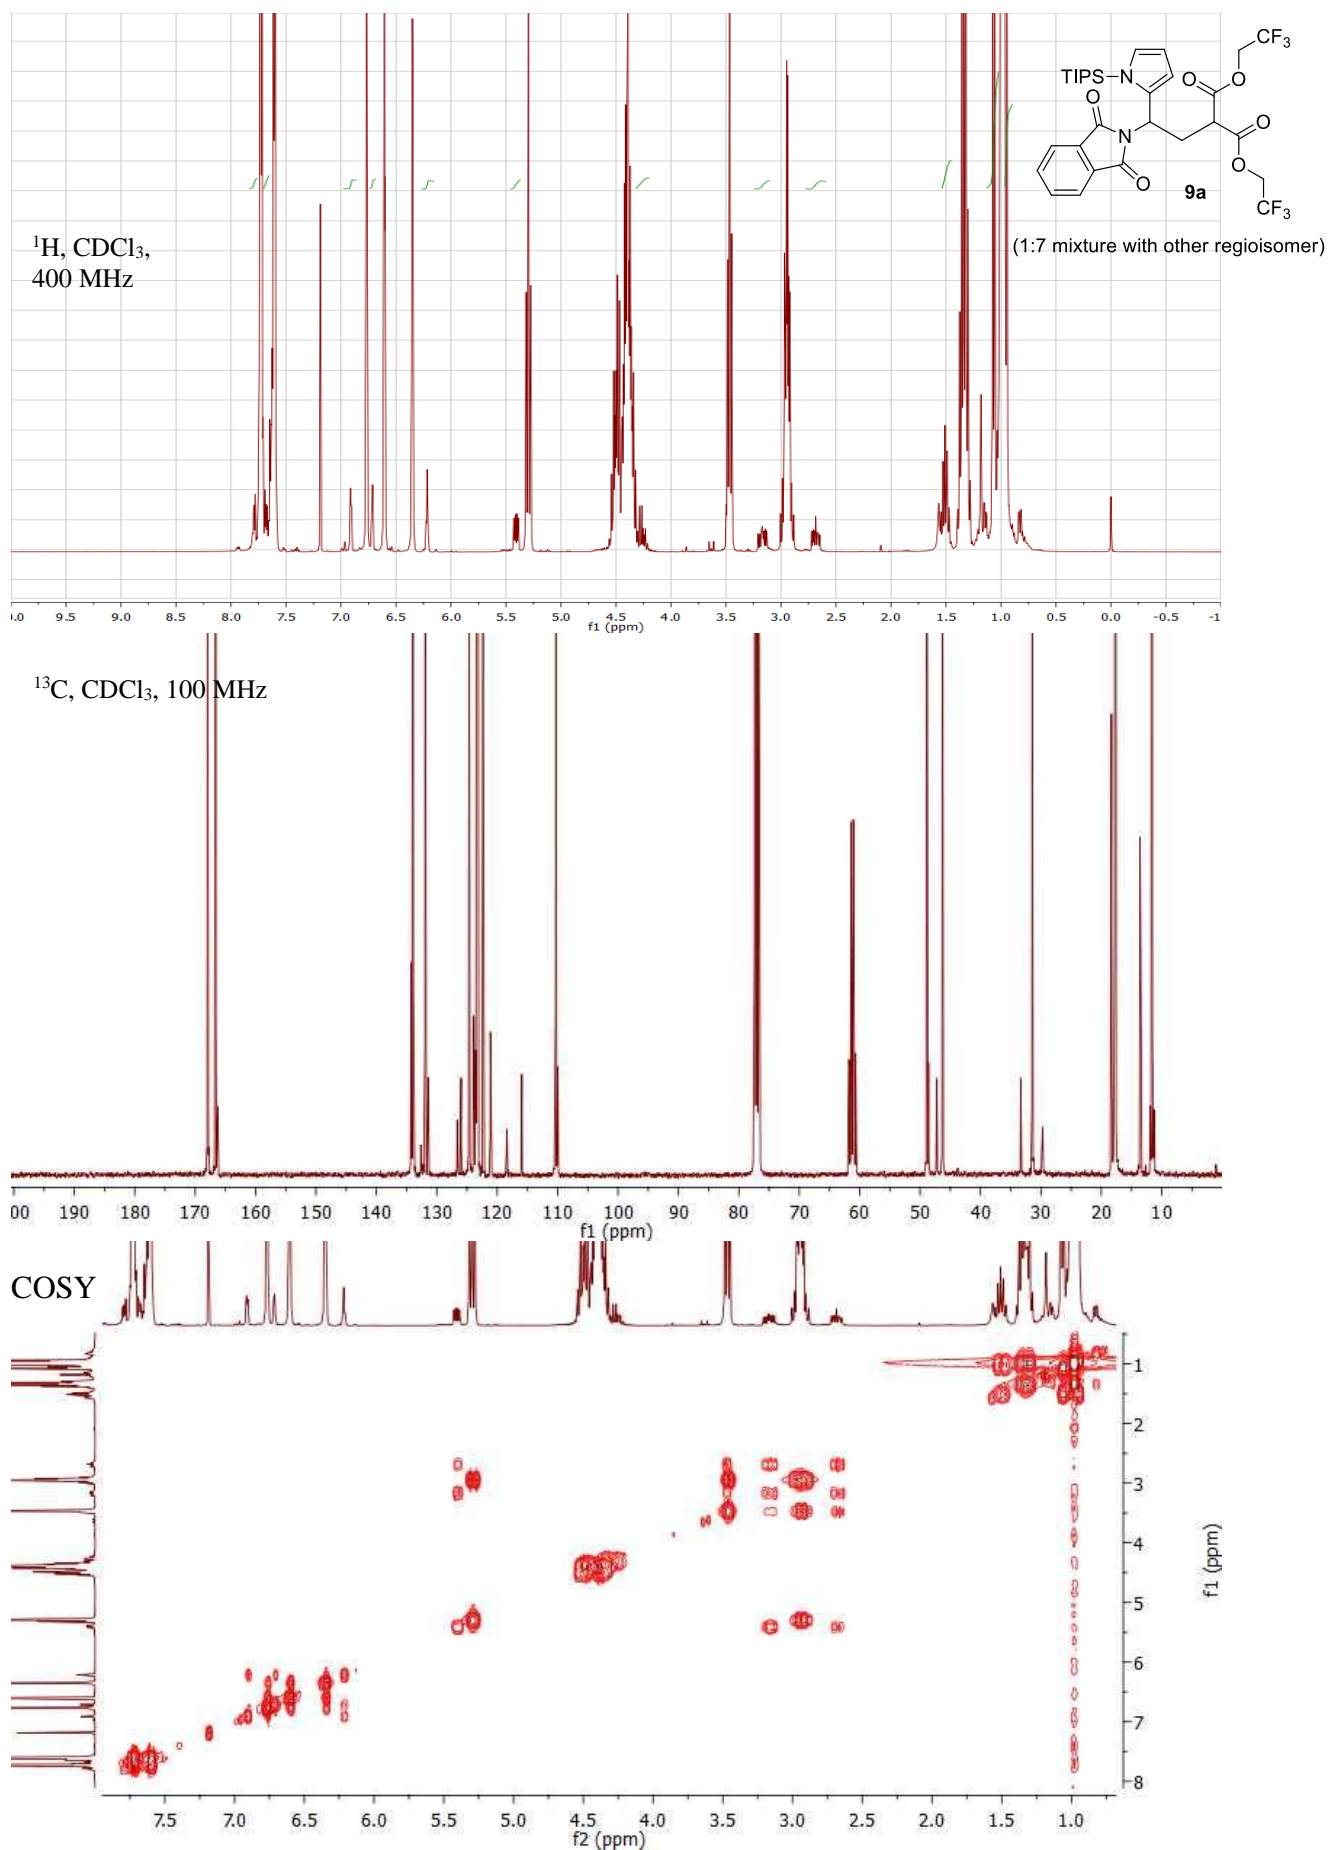 CF₃
O
TIPS
N
O
O
O
O
N
O
O
9a
CF₃
(1:7 mixture with other regioisomer)
¹H, CDCl₃,
400 MHz
0.0 9.5 9.0 8.5 8.0 7.5 7.0 6.5 6.0 5.5 5.0 4.5 4.0 3.5 3.0 2.5 2.0 1.5 1.0 0.5 0.0 -0.5 -1
f1 (ppm)
¹³C, CDCl₃, 100 MHz
00 190 180 170 160 150 140 130 120 110 100 90 80 70 60 50 40 30 20 10
f1 (ppm)
COSY
1
2
3
4
5
6
7
8
f1 (ppm)
7.5 7.0 6.5 6.0 5.5 5.0 4.5 4.0 3.5 3.0 2.5 2.0 1.5 1.0
f2 (ppm)